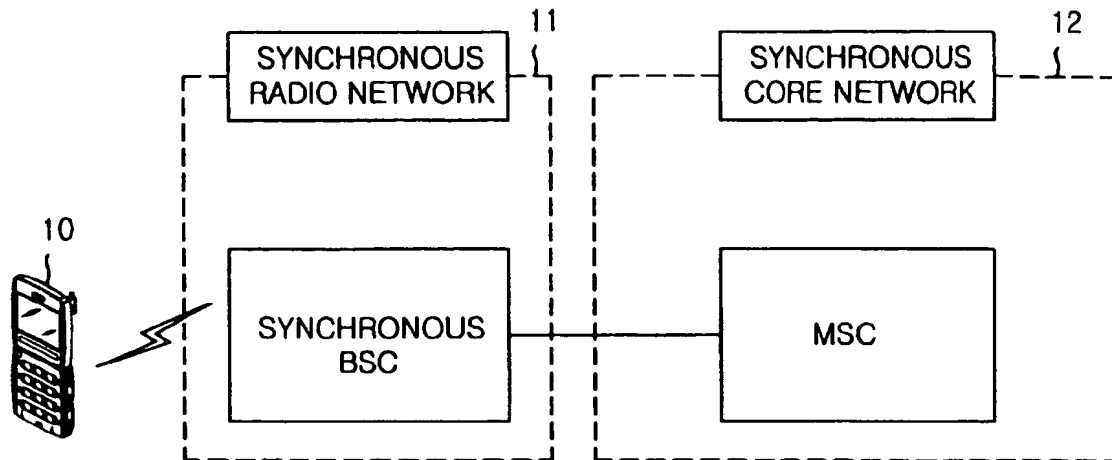 11
12
SYNCHRONOUS
RADIO NETWORK
SYNCHRONOUS
CORE NETWORK
10
SYNCHRONOUS
BSC
MSC